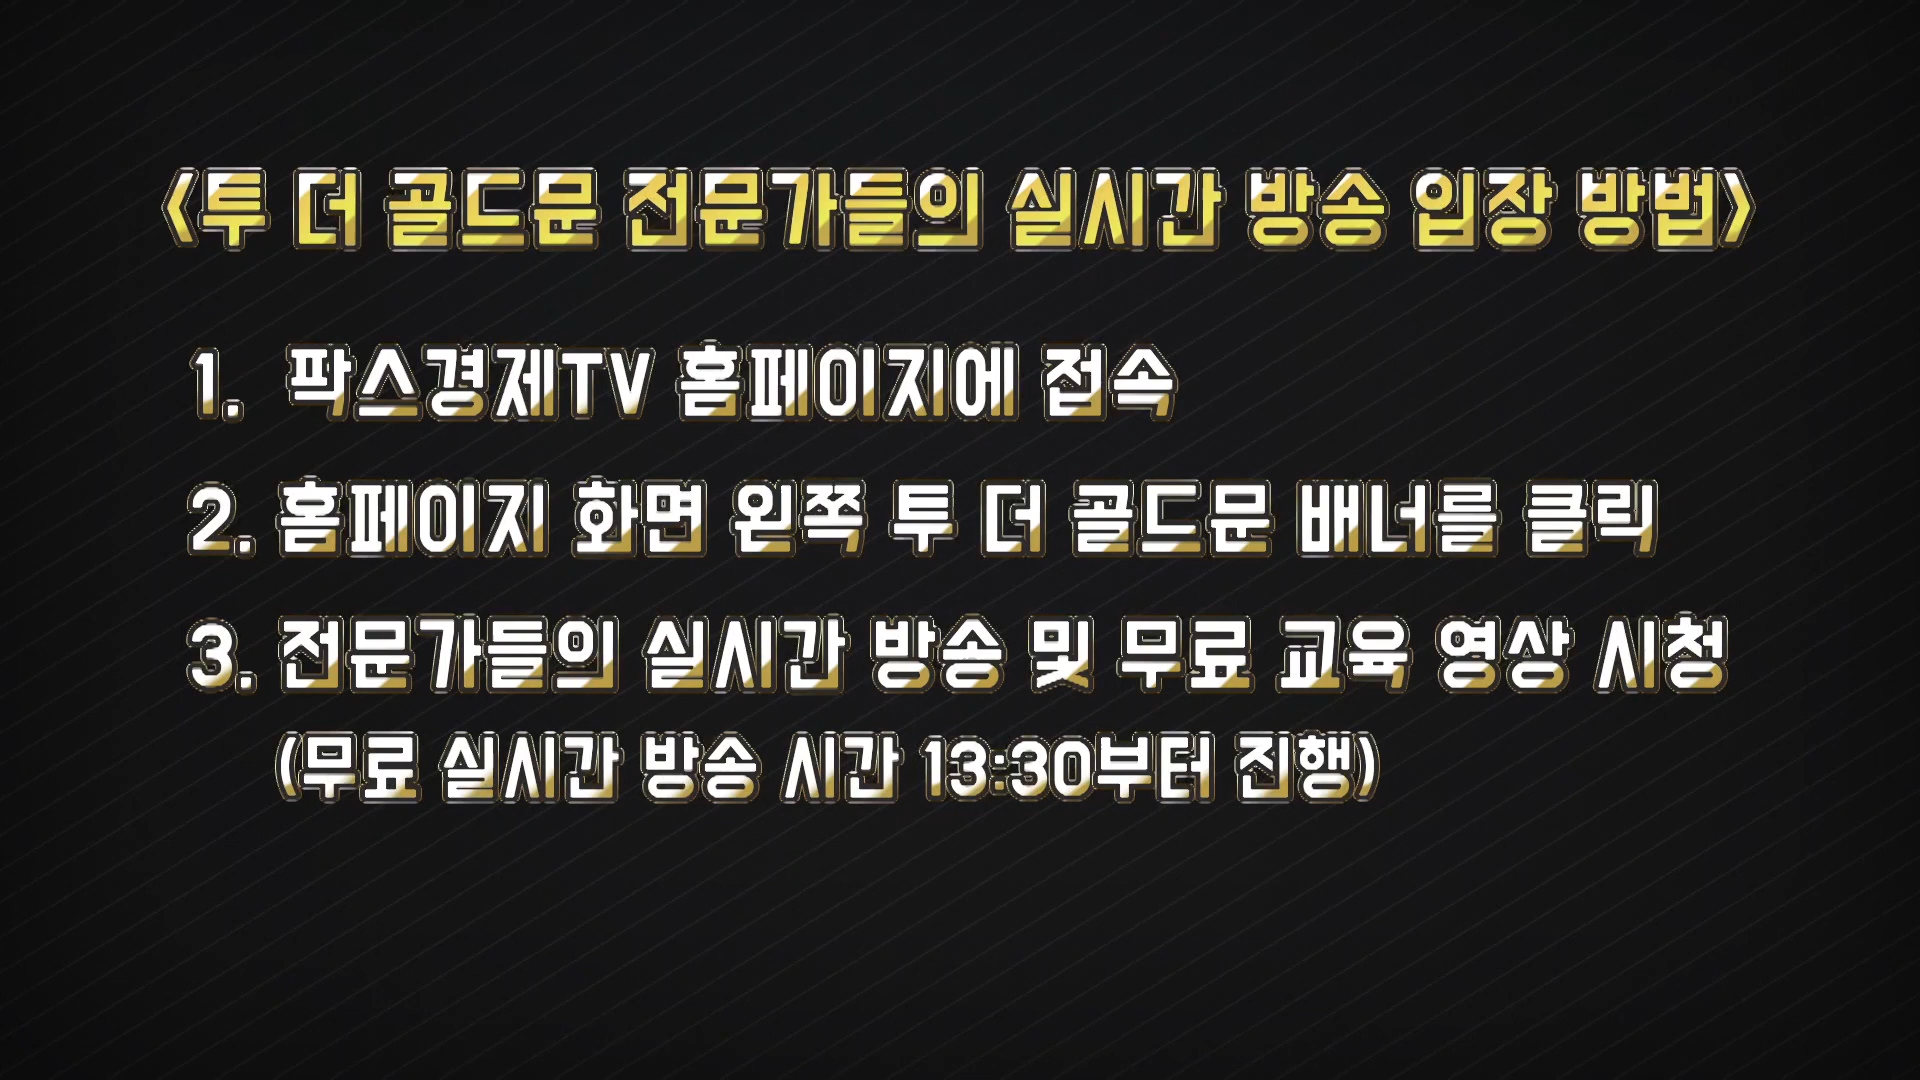 <투 더 골드문 전문가들의 실시간 방송 입장 방법>
1. 팍스경제TV 홈페이지에 접속
2. 홈페이지 화면 왼쪽 투 더 골드문 배너를 클릭
3. 전문가들의 실시간 방송 및 무료 교육 영상 시청
(무료 실시간 방송 시간 13:30부터 진행)